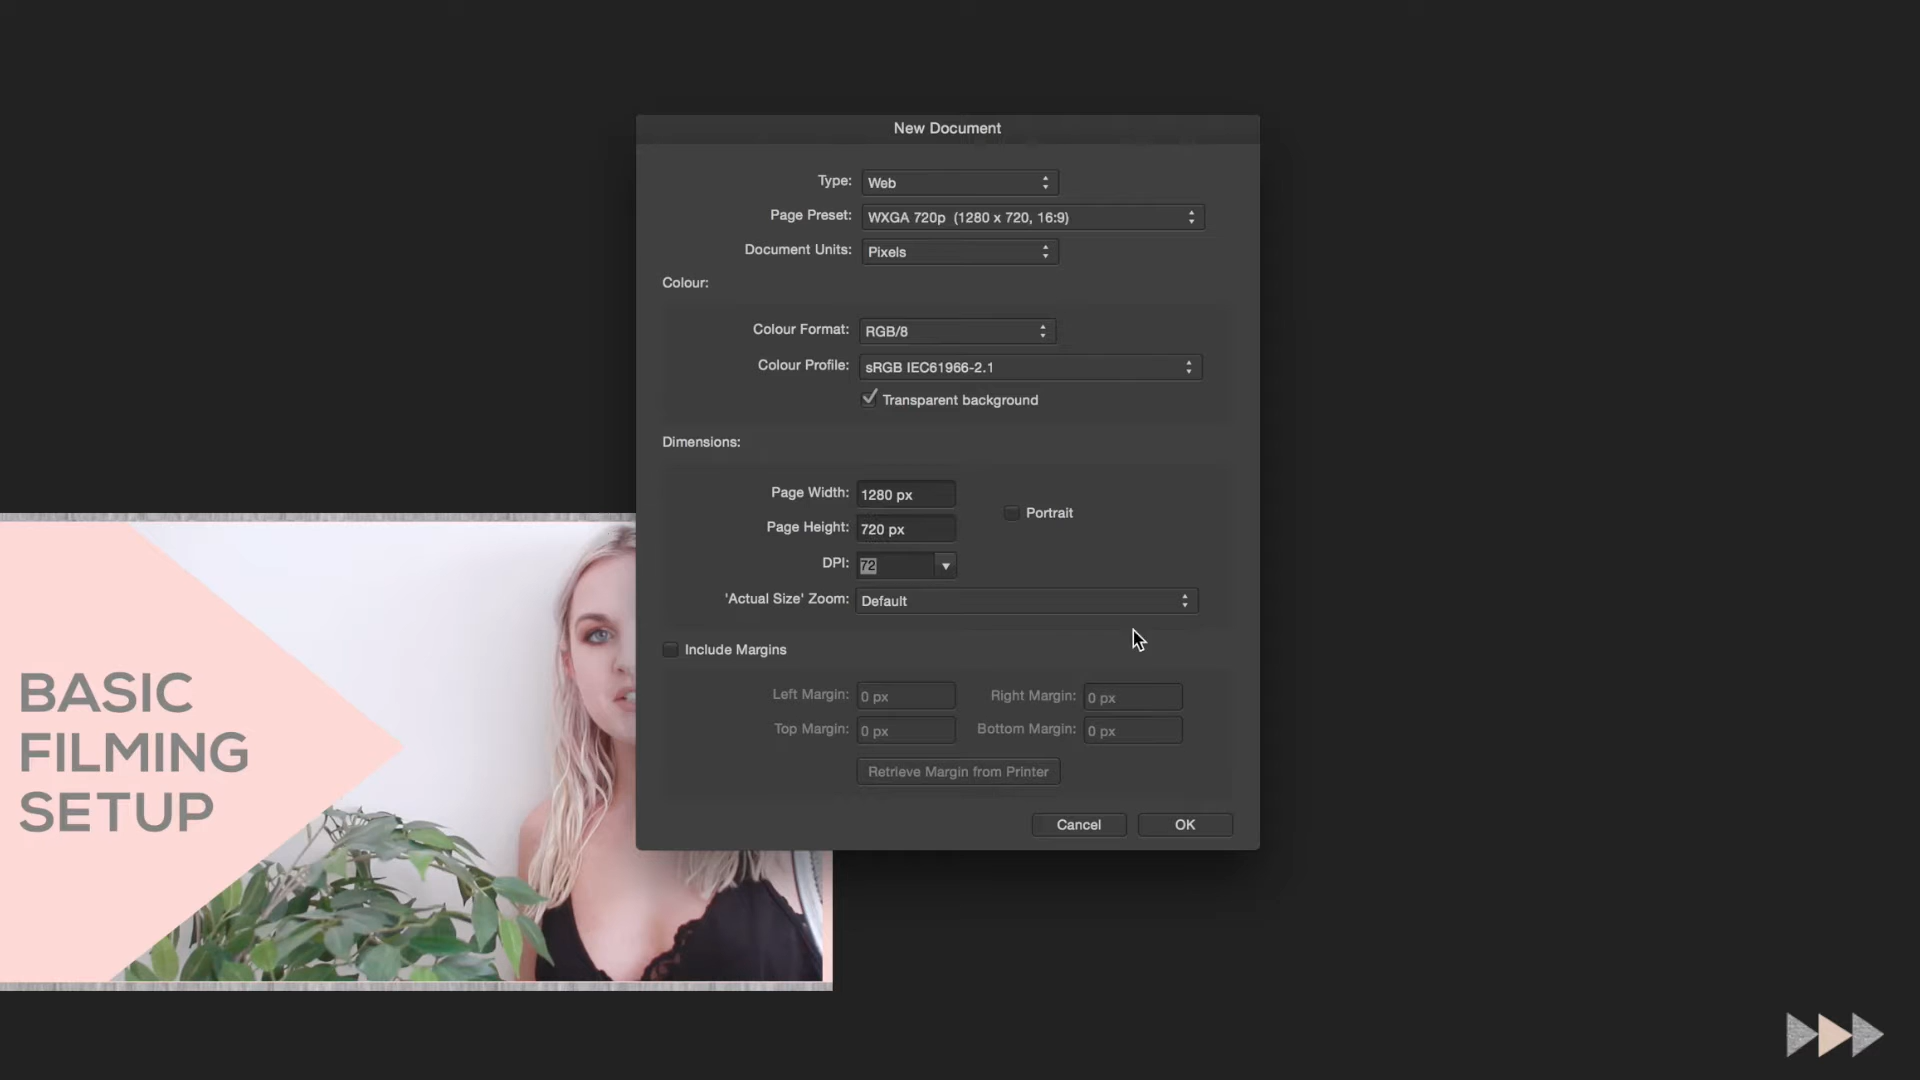 New Document
Type: Web
Page Preset: WXGA 720p (1280 x 720, 16:9)
Document Units: Pixels
Colour:
Colour Format: RGB/8
Colour Profile: sRGB IEC61966-2.1
Transparent background
Dimensions:
Page Width: 1280 px
Portrait
Page Height: 720 px
DPI: 72
'Actual Size' Zoom: Default
Include Margins
Left Margin: 0 px Right Margin: 0 px
Top Margin: 0 px Bottom Margin: 0 px
Retrieve Margin from Printer
Cancel OK
BASIC
FILMING
SETUP